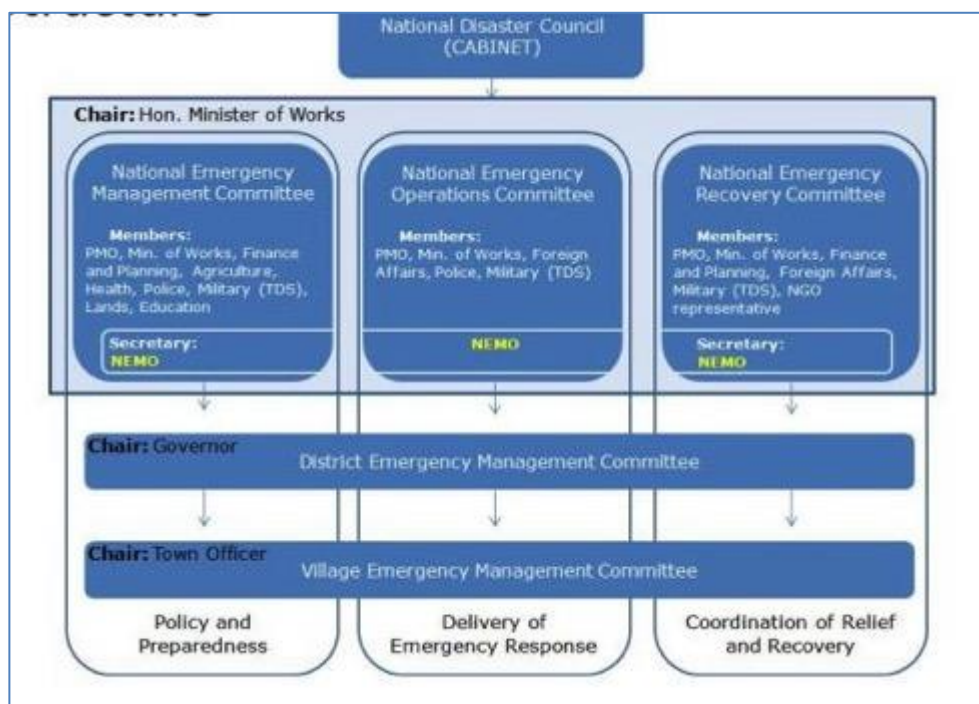 National Disaster Council
(CABINET)
Chair: Hon. Minister of Works
National Emergency
Management Committee
Members:
PMO, Min. of Works, Finance
and Planning, Agriculture,
Health, Police, Military (TDS),
Lands, Education
Secretary:
NEMO
National Emergency
Operations Committee
Members:
PMO, Min. of Works, Foreign
Affairs, Police, Military (TDS)
NEMO
National Emergency
Recovery Committee
Members:
PMO, Min. of Works, Finance
and Planning, Foreign Affairs,
Military (TDS), NGO
representative
Secretary:
NEMO
Chair: Governor
District Emergency Management Committee
Chair: Town Officer
Village Emergency Management Committee
Policy and
Preparedness
Delivery of
Emergency Response
Coordination of Relief
and Recovery